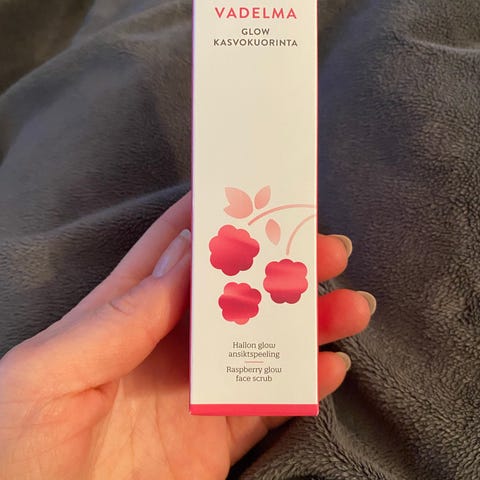 VADELMA
GLOW
KASVOKUORINTA
Hallon glow
ansiktspeeling
Raspberry glow
face scrub